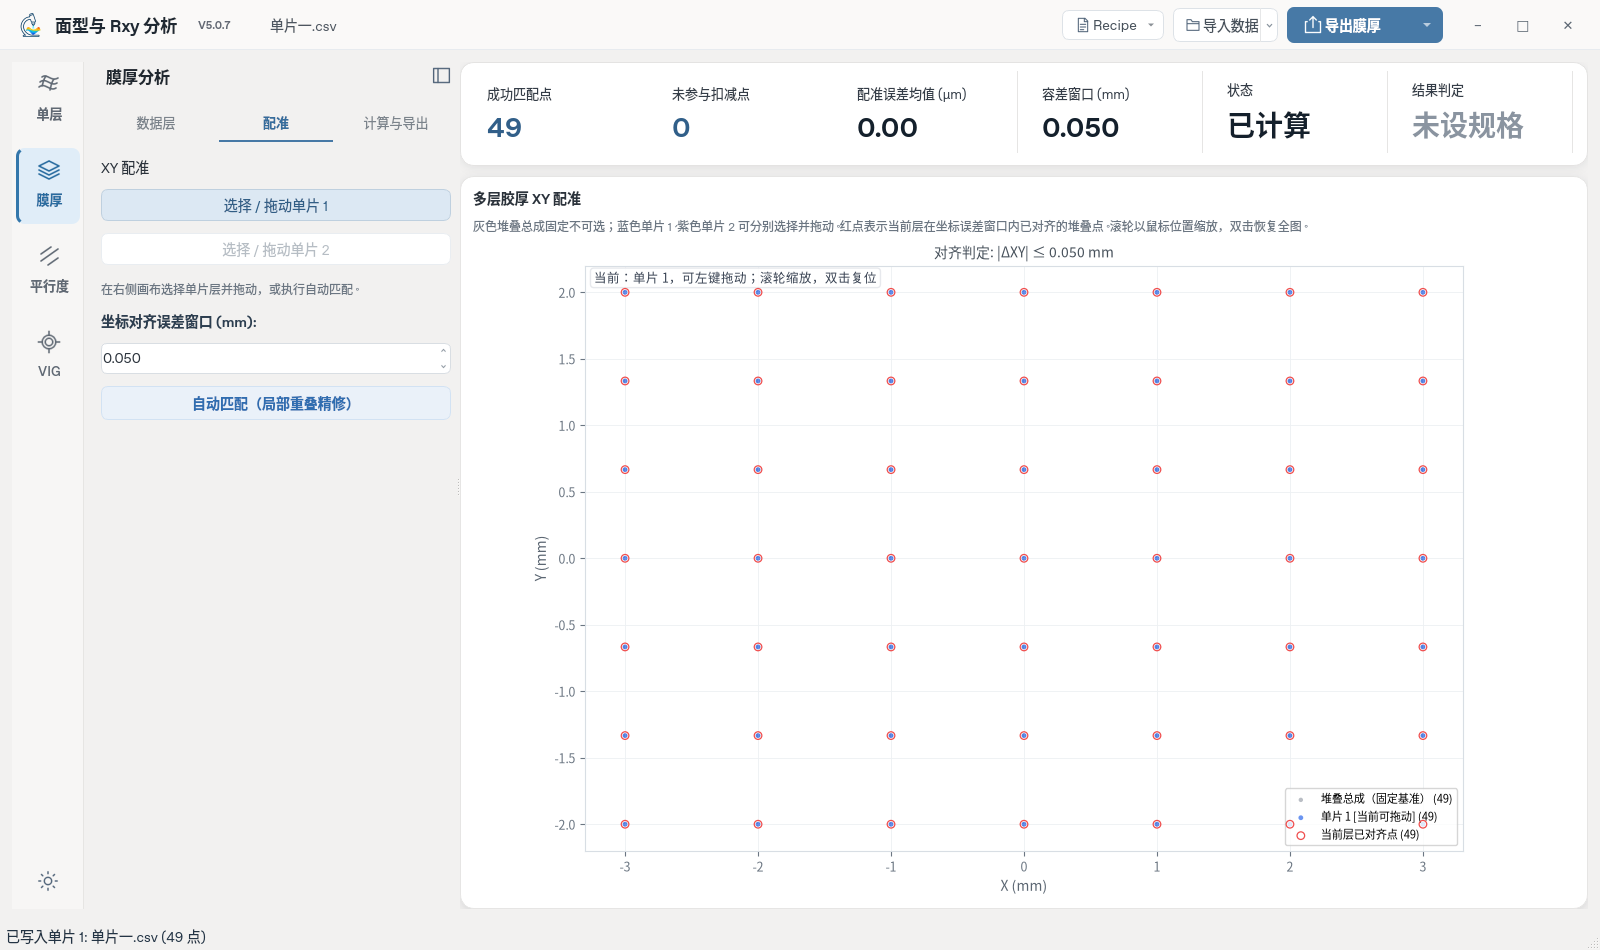 面型与 Rxy 分析 V5.0.7 单片一.csv Recipe 导入数据 导出膜厚
单层
膜厚
平行度
VIG
膜厚分析
数据层 配准 计算与导出
XY 配准
选择 / 拖动单片 1
选择 / 拖动单片 2
在右侧画布选择单片层并拖动，或执行自动匹配。
坐标对齐误差窗口 (mm):
0.050
自动匹配（局部重叠精修）
成功匹配点 未参与扣减点 配准误差均值 (μm) 容差窗口 (mm) 状态 结果判定
49 0 0.00 0.050 已计算 未设规格
多层胶厚 XY 配准
灰色堆叠总成固定不可选；蓝色单片 1、紫色单片 2 可分别选择并拖动。红点表示当前层在坐标误差窗口内已对齐的堆叠点。滚轮以鼠标位置缩放，双击恢复全图。
对齐判定: |ΔXY| ≤ 0.050 mm
当前：单片 1，可左键拖动；滚轮缩放，双击复位
2.0
1.5
1.0
0.5
0.0
-0.5
-1.0
-1.5
-2.0
Y (mm)
堆叠总成（固定基准） (49)
单片 1 [当前可拖动] (49)
当前层已对齐点 (49)
-3 -2 -1 0 1 2 3
X (mm)
已写入单片 1: 单片一.csv (49 点)